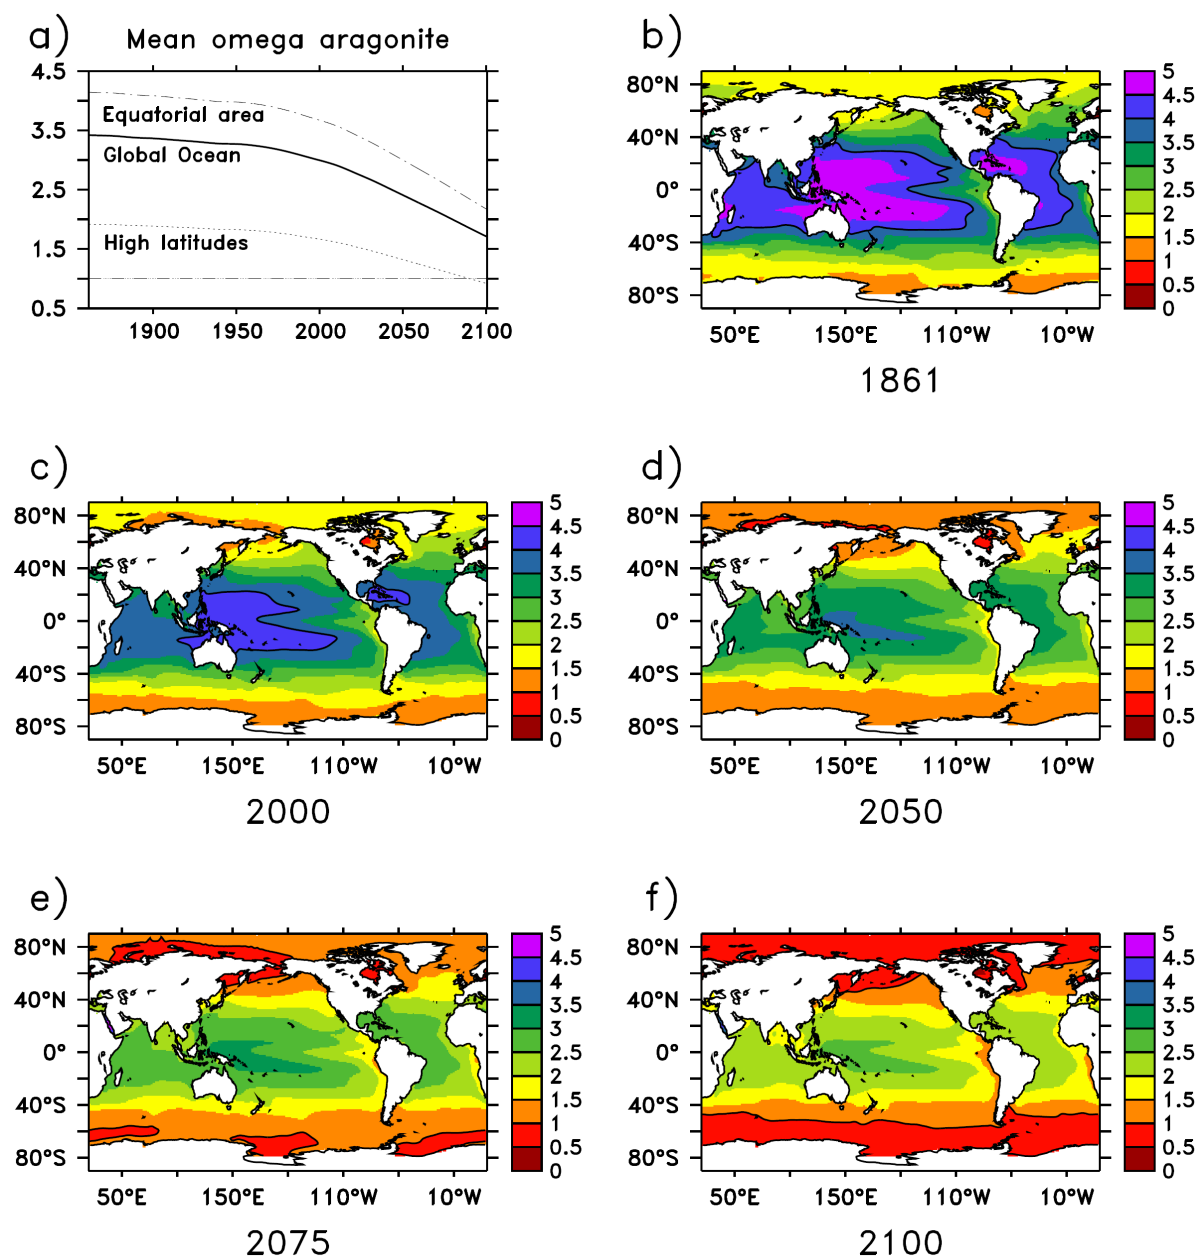 a) Mean omega aragonite
4.5
3.5
2.5
1.5
0.5
Equatorial area
Global Ocean
High latitudes
1900 1950 2000 2050 2100
b)
80°N
40°N
0°
40°S
80°S
50°E 150°E 110°W 10°W
5
4.5
4
3.5
3
2.5
2
1.5
1
0.5
0
1861
c)
80°N
40°N
0°
40°S
80°S
50°E 150°E 110°W 10°W
5
4.5
4
3.5
3
2.5
2
1.5
1
0.5
0
2000
d)
80°N
40°N
0°
40°S
80°S
50°E 150°E 110°W 10°W
5
4.5
4
3.5
3
2.5
2
1.5
1
0.5
0
2050
e)
80°N
40°N
0°
40°S
80°S
50°E 150°E 110°W 10°W
5
4.5
4
3.5
3
2.5
2
1.5
1
0.5
0
2075
f)
80°N
40°N
0°
40°S
80°S
50°E 150°E 110°W 10°W
5
4.5
4
3.5
3
2.5
2
1.5
1
0.5
0
2100